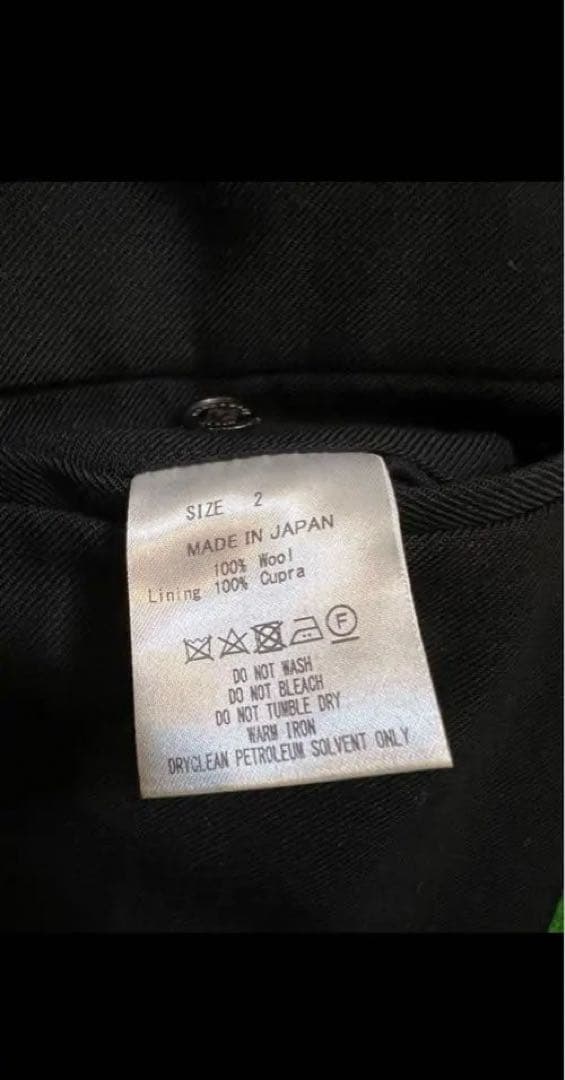 SIZE 2
MADE IN JAPAN
100% Wool
Lining 100% Cupra
F
DO NOT WASH
DO NOT BLEACH
DO NOT TUMBLE DRY
WARM IRON
DRYCLEAN PETROLEUM SOLVENT ONLY